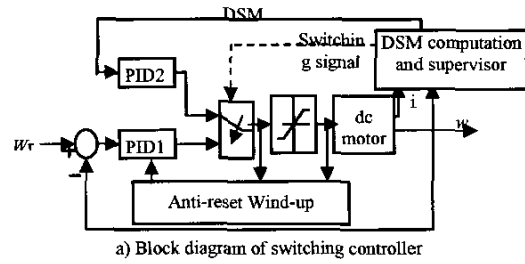 DSM
Switchin
g signal
DSM computation
and supervisor
PID2
i
dc
motor
w
Wr
+
PID1
−
Anti-reset Wind-up
a) Block diagram of switching controller